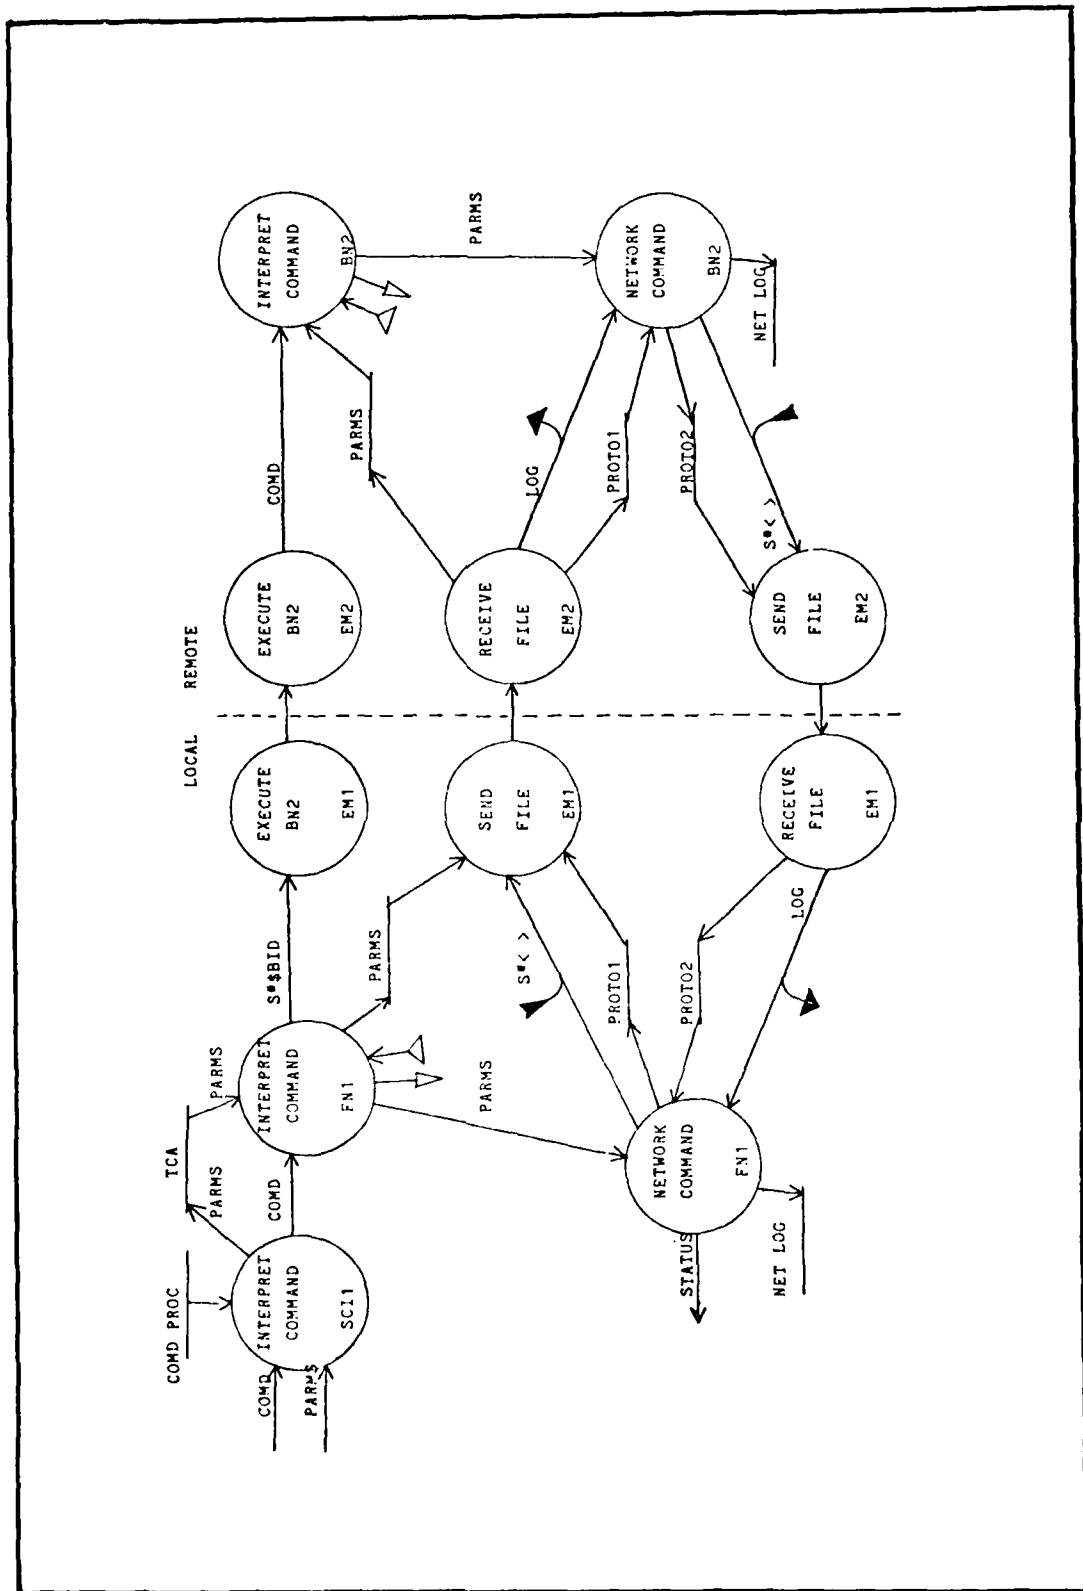 COMD PROC
TCA
LOCAL
REMOTE
PARMS
PARMS
COMD
PARMS
INTERPRET
COMMAND
SCI1
COMD
INTERPRET
COMMAND
FN1
S*$BID
EXECUTE
BN2
EM1
EXECUTE
BN2
EM2
COMD
INTERPRET
COMMAND
BN2
PARMS
PARMS
PARMS
PARMS
SEND
FILE
EM1
RECEIVE
FILE
EM2
S*< >
LOG
PROTO1
PROTO1
PROTO2
PROTO2
NETWORK
COMMAND
FN1
NETWORK
COMMAND
BN2
STATUS
NET LOG
LOG
RECEIVE
FILE
EM1
SEND
FILE
EM2
S*< >
NET LOG